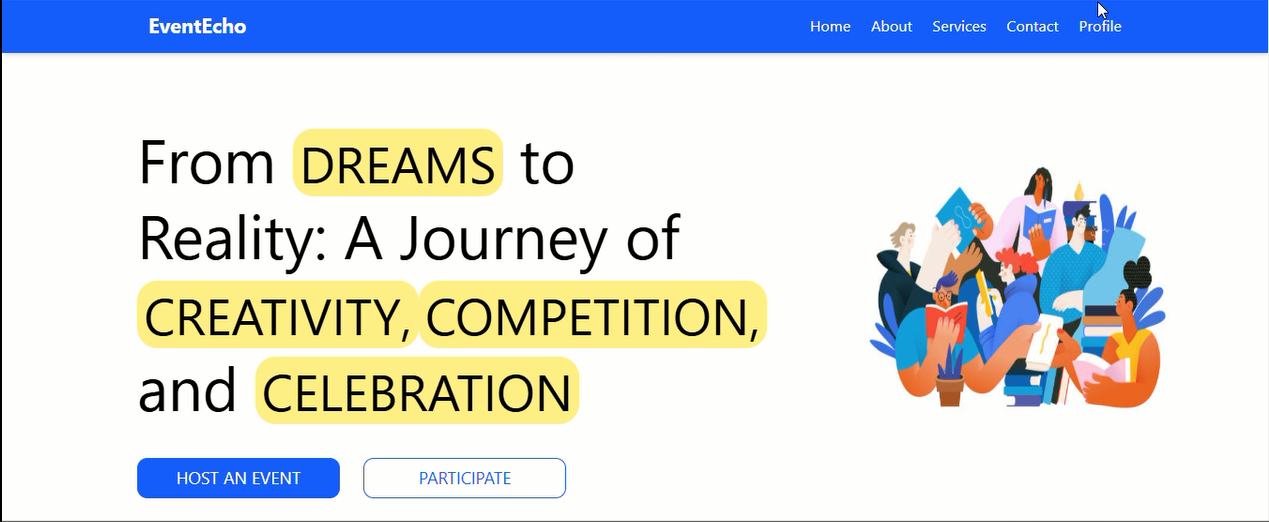 EventEcho
Home About Services Contact Profile
From DREAMS to
Reality: A Journey of
CREATIVITY, COMPETITION,
and CELEBRATION
HOST AN EVENT PARTICIPATE